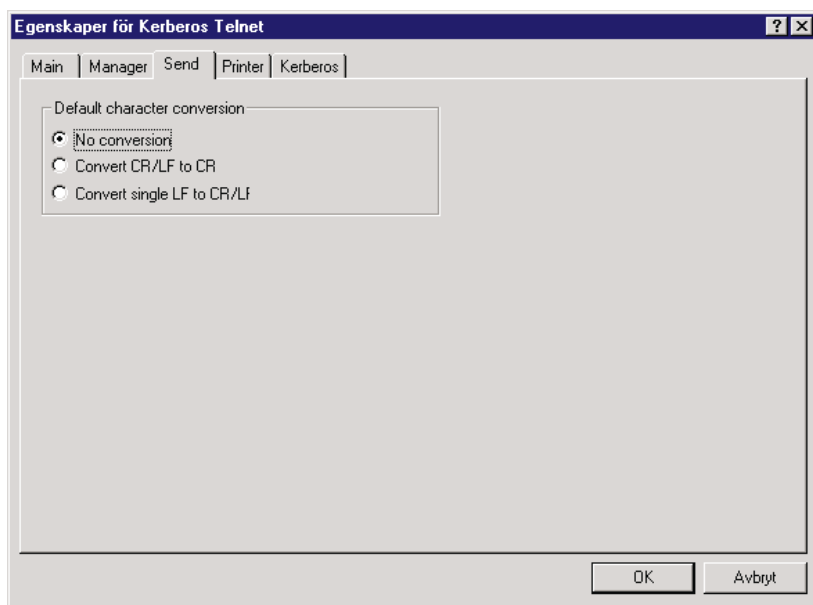 Egenskaper för Kerberos Telnet
Main Manager Send Printer Kerberos
Default character conversion
No conversion
Convert CR/LF to CR
Convert single LF to CR/LF
OK Avbryt